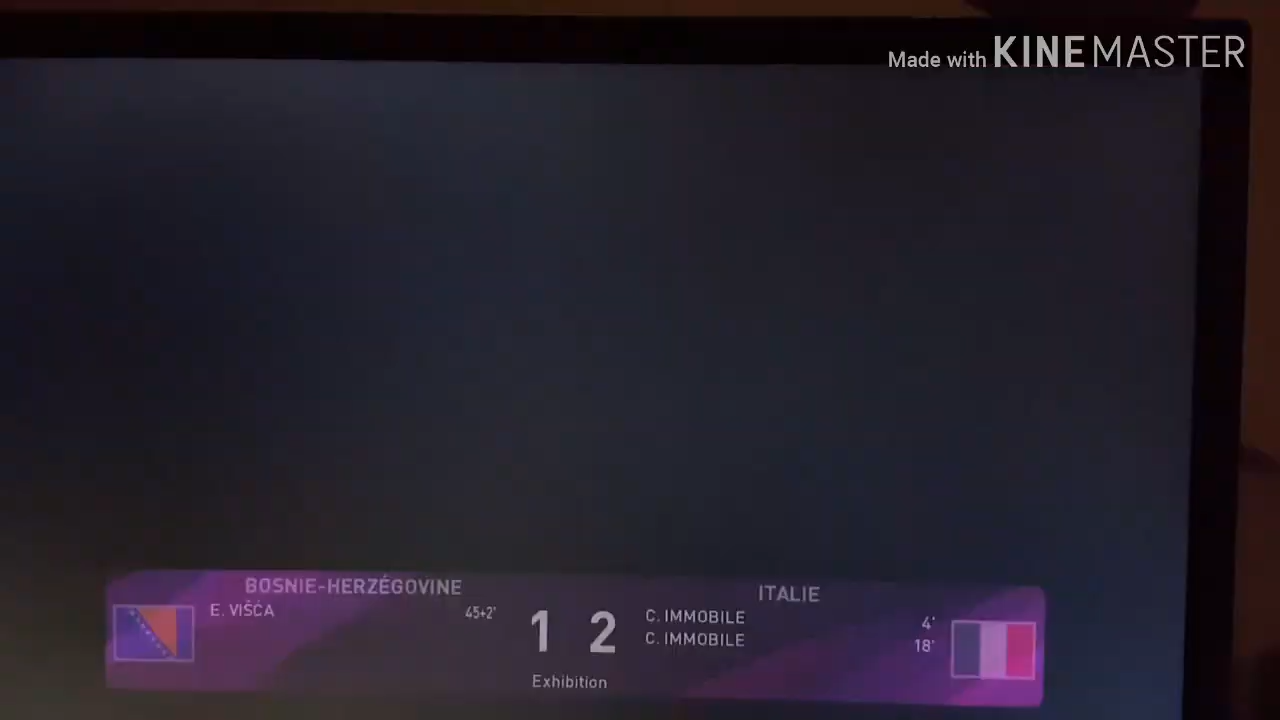 Made with KINEMASTER
BOSNIE-HERZÉGOVINE
ITALIE
E. VIŠĆA 45+2'
1 2
C. IMMOBILE 4'
C. IMMOBILE 18'
Exhibition